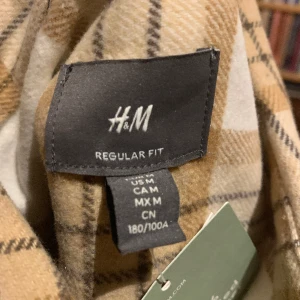 H&M
REGULAR FIT
US M
CA M
MX M
CN
180/100A